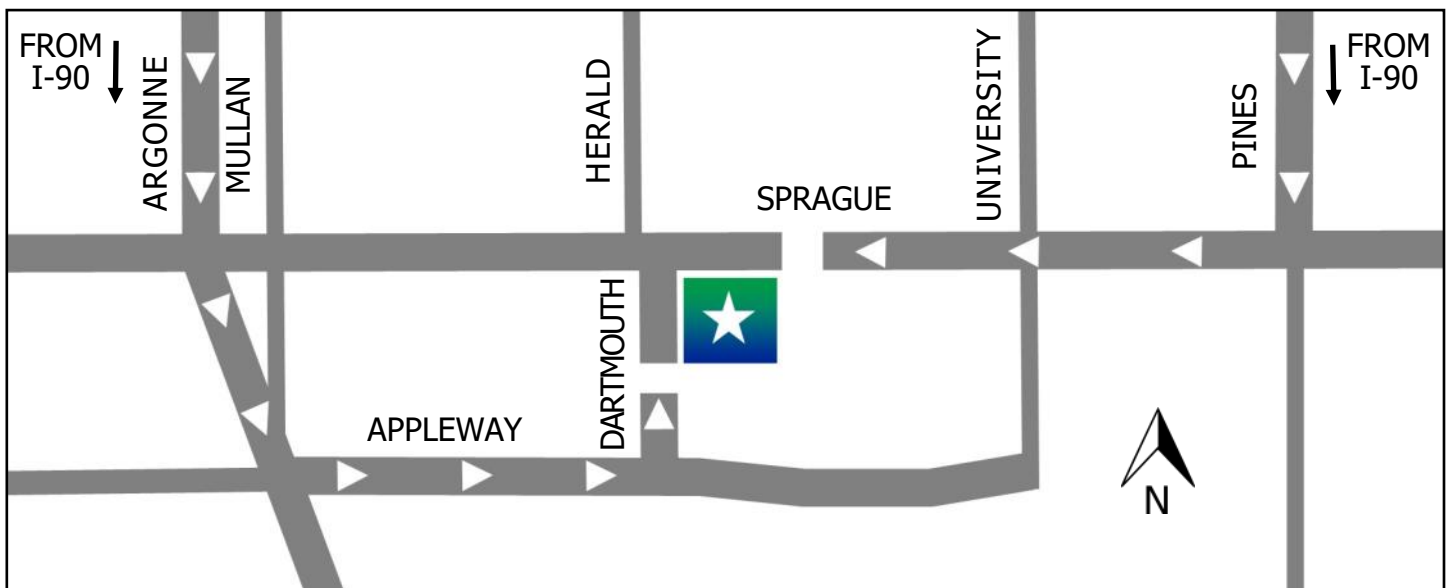 FROM
I-90
ARGONNE
MULLAN
HERALD
UNIVERSITY
PINES
FROM
I-90
SPRAGUE
DARTMOUTH
APPLEWAY
N